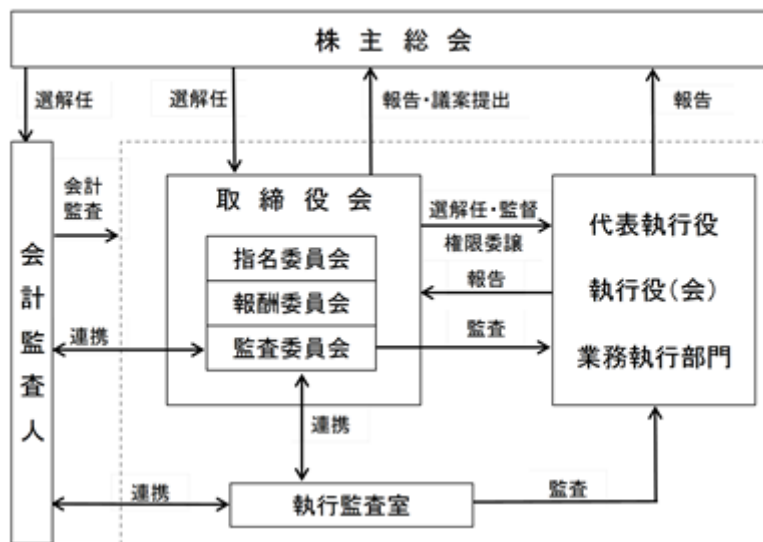 株主総会
選解任
選解任
報告・議案提出
報告
会計
監査
取締役会
選解任・監督
権限委譲
代表執行役
指名委員会
報告
執行役(会)
報酬委員会
会計監査人
連携
監査委員会
監査
業務執行部門
連携
連携
執行監査室
監査